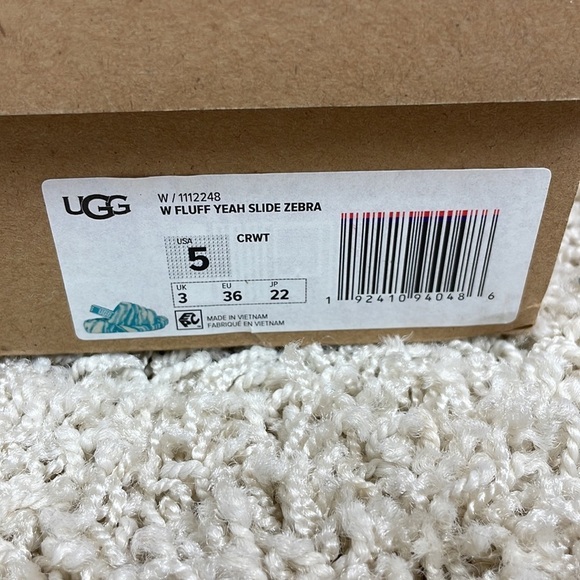 UGG
W / 1112248
W FLUFF YEAH SLIDE ZEBRA
USA
5
CRWT
UK EU JP
3 36 22
MADE IN VIETNAM
FABRIQUÉ EN VIETNAM
1 92410 94048 6